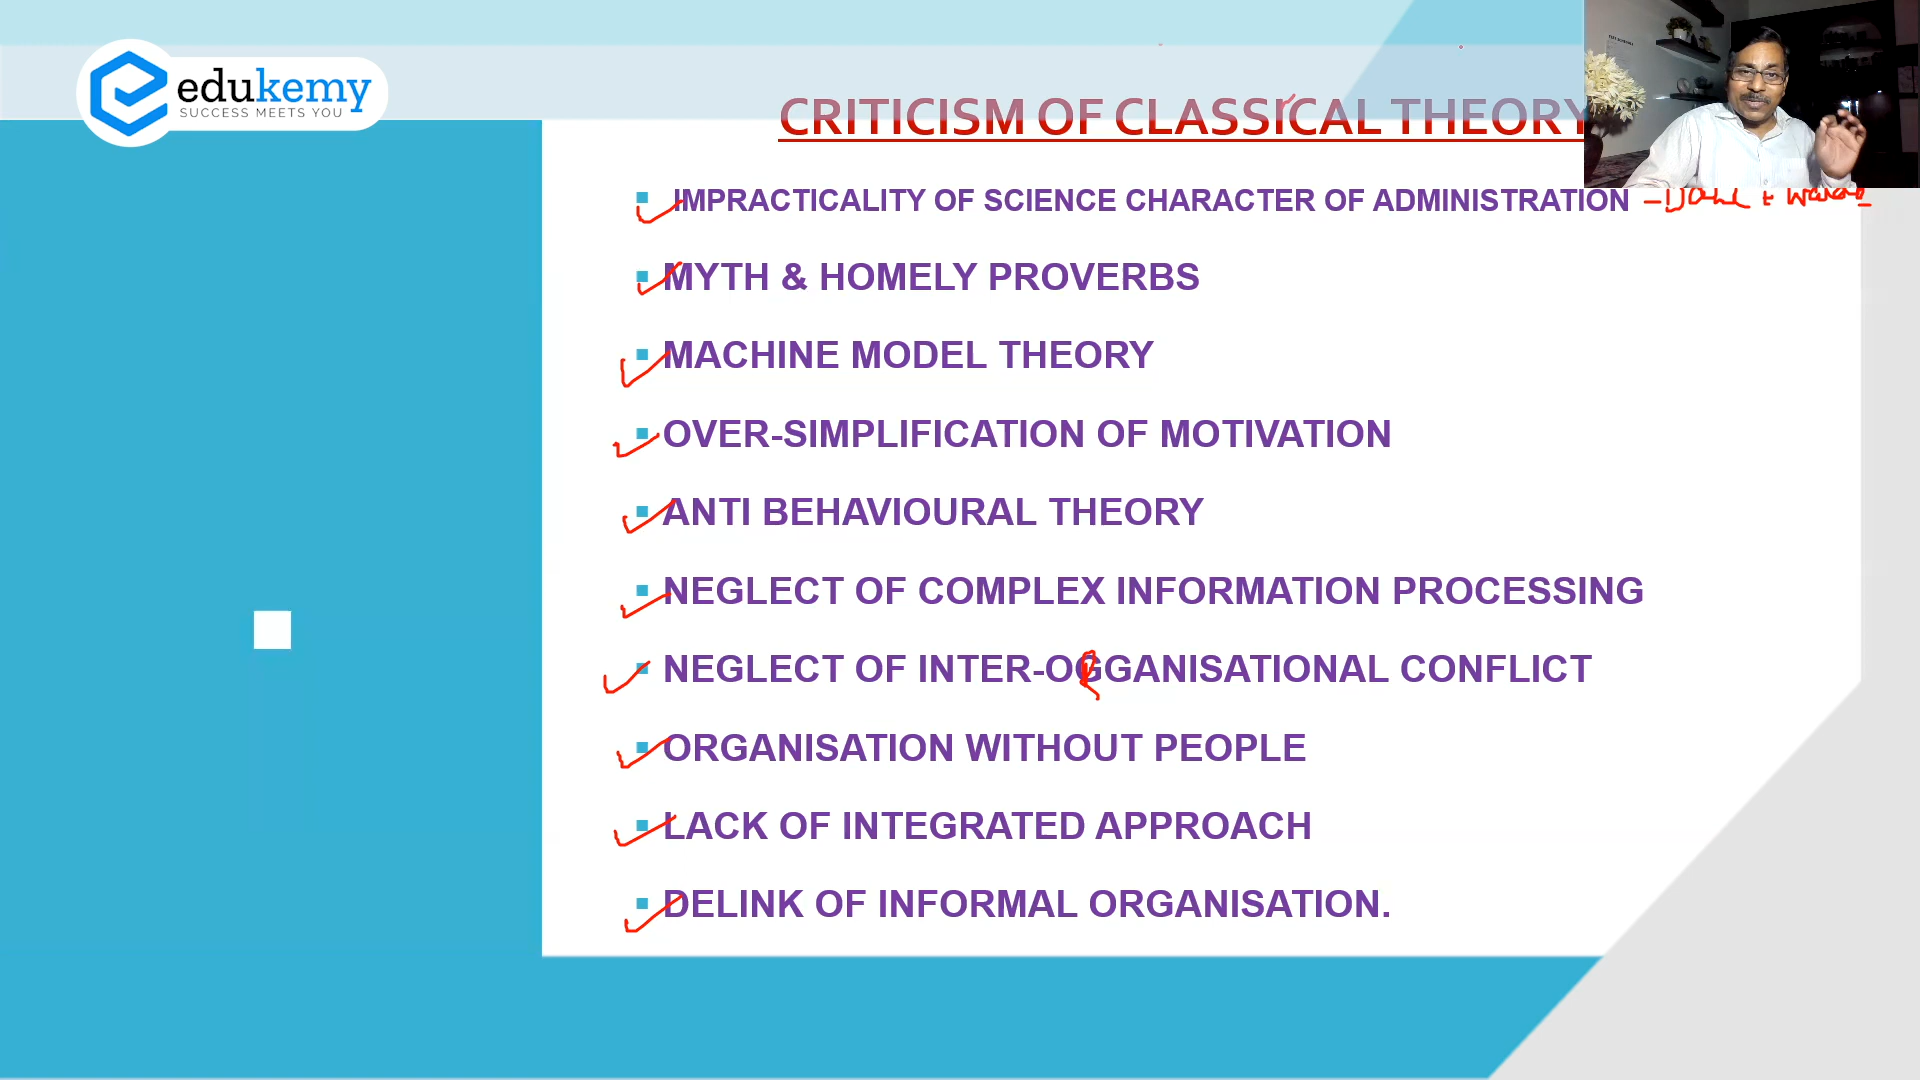 edukemy
SUCCESS MEETS YOU
CRITICISM OF CLASSICAL THEORY
IMPRACTICALITY OF SCIENCE CHARACTER OF ADMINISTRATION
MYTH & HOMELY PROVERBS
MACHINE MODEL THEORY
OVER-SIMPLIFICATION OF MOTIVATION
ANTI BEHAVIOURAL THEORY
NEGLECT OF COMPLEX INFORMATION PROCESSING
NEGLECT OF INTER-OGGANISATIONAL CONFLICT
ORGANISATION WITHOUT PEOPLE
LACK OF INTEGRATED APPROACH
DELINK OF INFORMAL ORGANISATION.